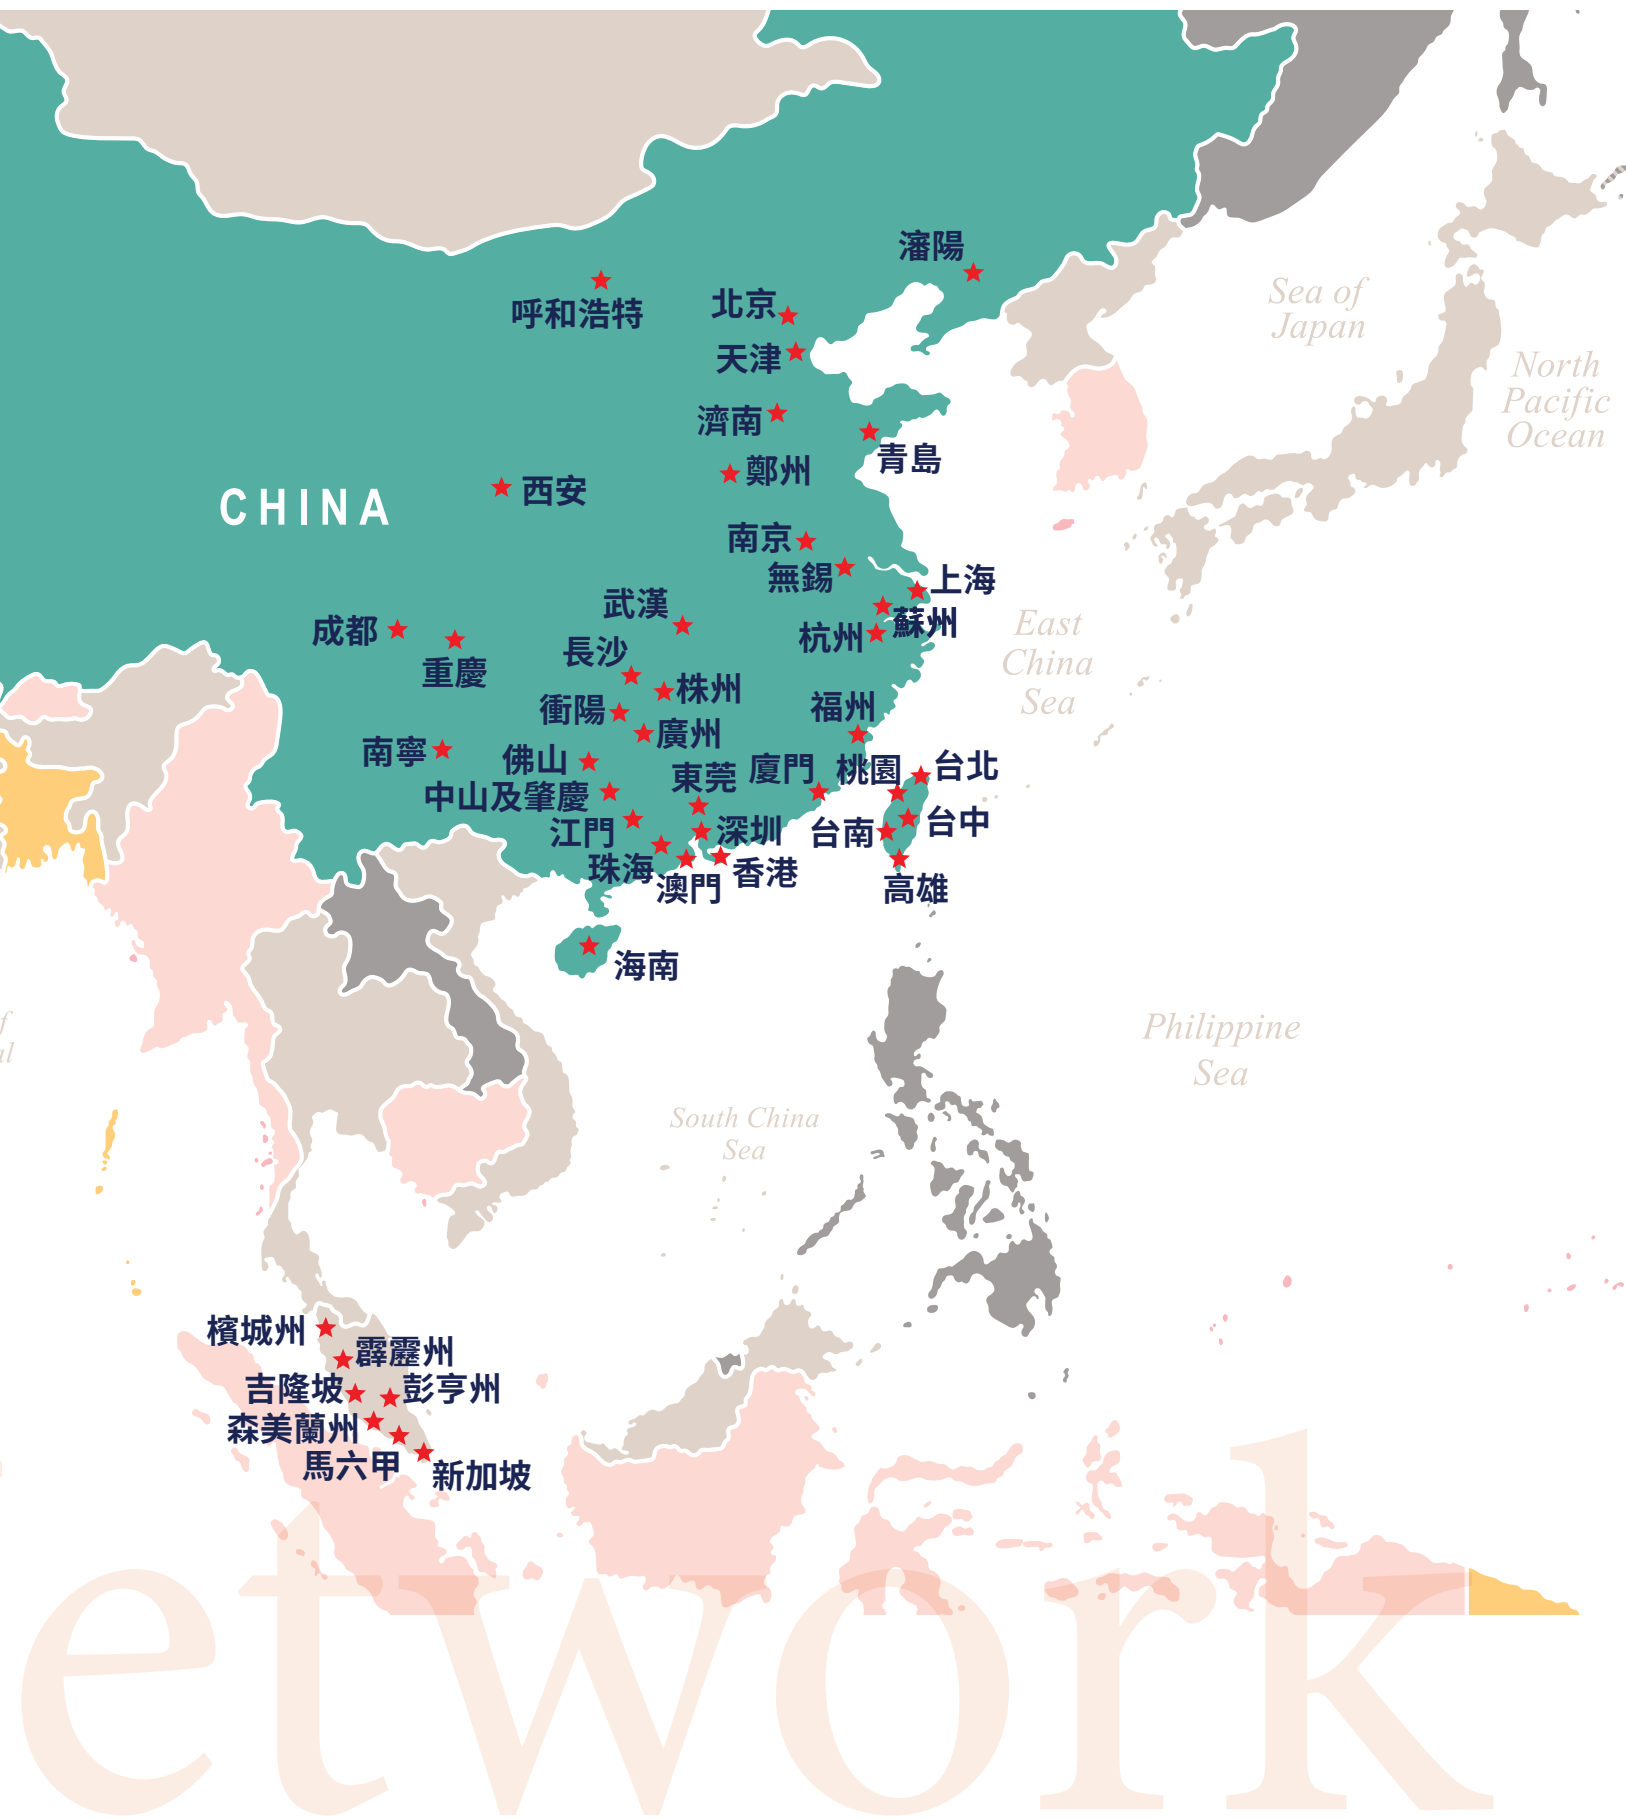 瀋陽
Sea of
Japan
呼和浩特
北京
天津
North
Pacific
Ocean
濟南
青島
鄭州
西安
CHINA
南京
無錫
上海
蘇州
武漢
成都
杭州
East
China
Sea
長沙
重慶
株州
衝陽
福州
廣州
南寧
佛山
東莞
廈門
桃園
台北
中山及肇慶
江門
深圳
台南
台中
珠海
澳門
香港
高雄
海南
f
al
Philippine
Sea
South China
Sea
檳城州
霹靂州
吉隆坡
彭亨州
森美蘭州
馬六甲
新加坡
etwork